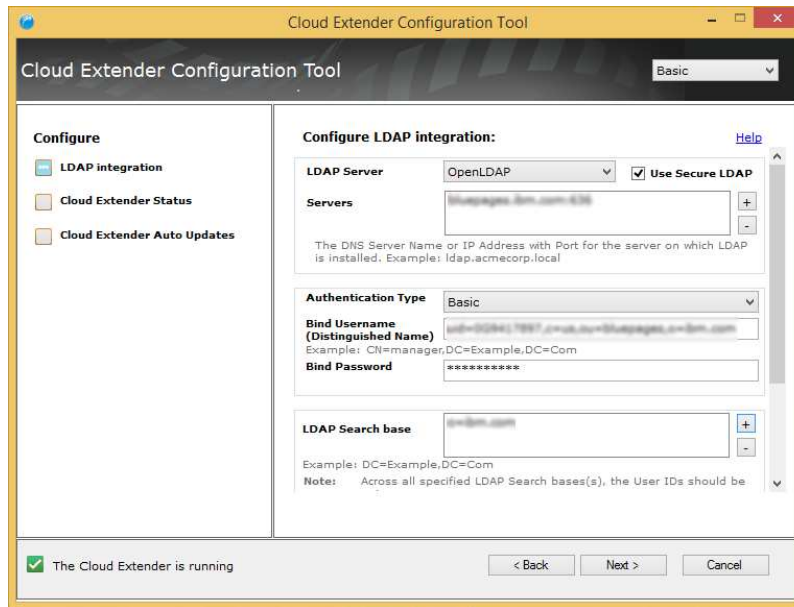 Cloud Extender Configuration Tool
Cloud Extender Configuration Tool
Basic
Configure
LDAP integration
Cloud Extender Status
Cloud Extender Auto Updates
Configure LDAP integration:
Help
LDAP Server
OpenLDAP
Use Secure LDAP
Servers
+
-
The DNS Server Name or IP Address with Port for the server on which LDAP
is installed. Example: ldap.acmecorp.local
Authentication Type
Basic
Bind Username
(Distinguished Name)
Example: CN=manager,DC=Example,DC=Com
Bind Password
**********
LDAP Search base
+
-
Example: DC=Example,DC=Com
Note: Across all specified LDAP Search bases(s), the User IDs should be
The Cloud Extender is running
< Back
Next >
Cancel